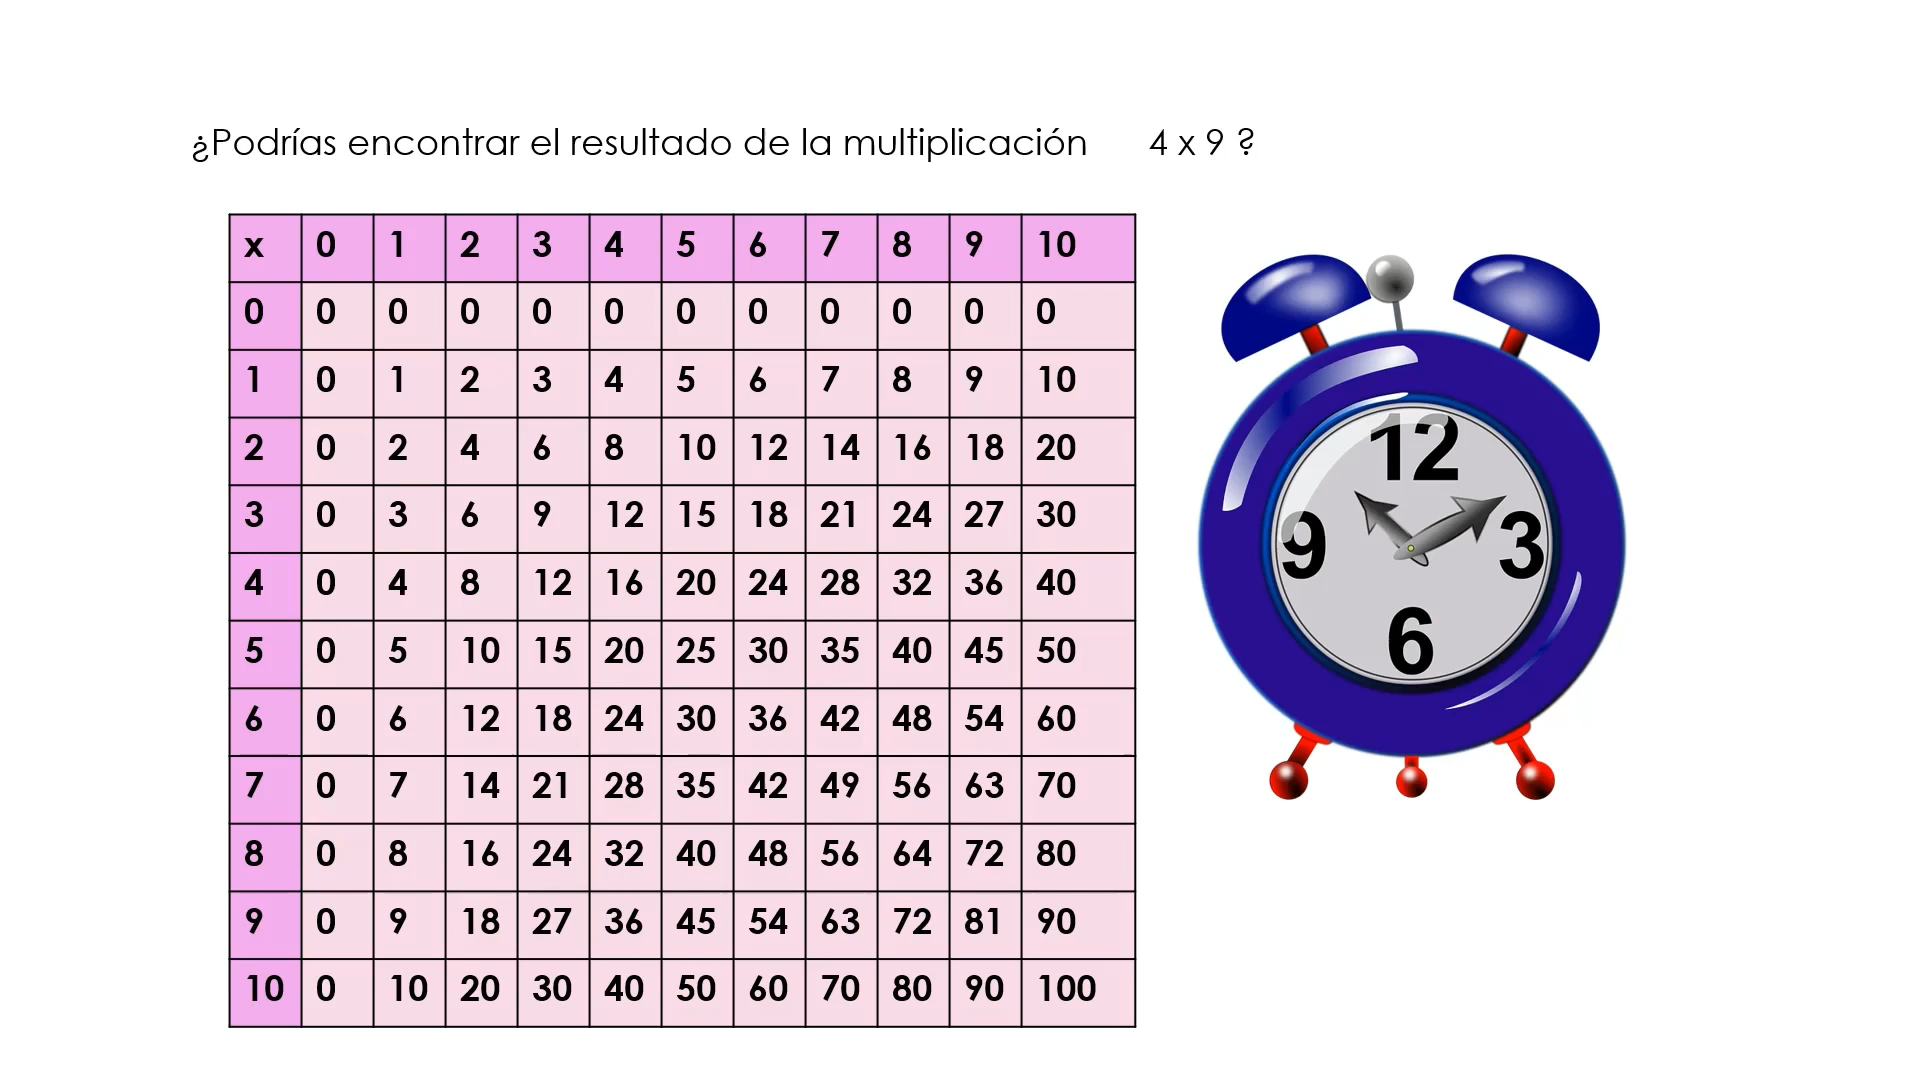 ¿Podrías encontrar el resultado de la multiplicación 4 x 9 ?
x 0 1 2 3 4 5 6 7 8 9 10
0 0 0 0 0 0 0 0 0 0 0 0
1 0 1 2 3 4 5 6 7 8 9 10
2 0 2 4 6 8 10 12 14 16 18 20
3 0 3 6 9 12 15 18 21 24 27 30
4 0 4 8 12 16 20 24 28 32 36 40
5 0 5 10 15 20 25 30 35 40 45 50
6 0 6 12 18 24 30 36 42 48 54 60
7 0 7 14 21 28 35 42 49 56 63 70
8 0 8 16 24 32 40 48 56 64 72 80
9 0 9 18 27 36 45 54 63 72 81 90
10 0 10 20 30 40 50 60 70 80 90 100
12
9 3
6